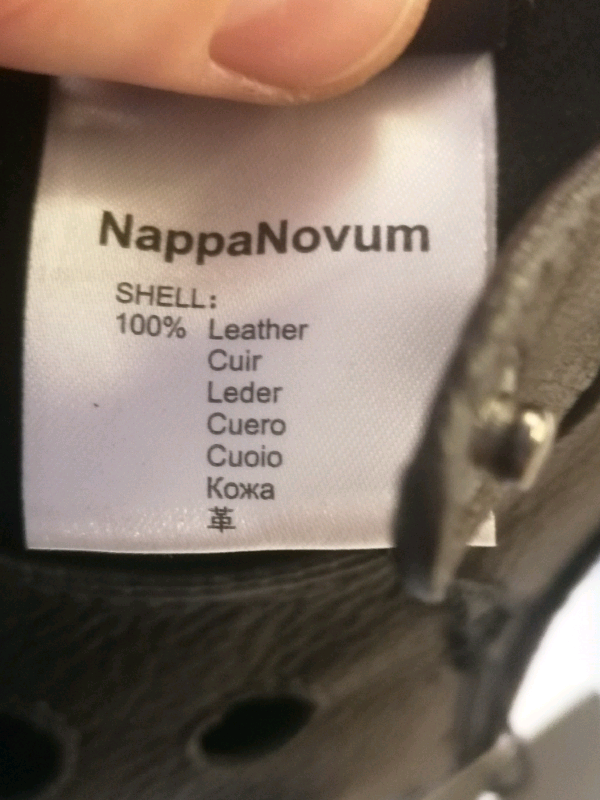 NappaNovum
SHELL:
100% Leather
Cuir
Leder
Cuero
Cuoio
Кожа
革